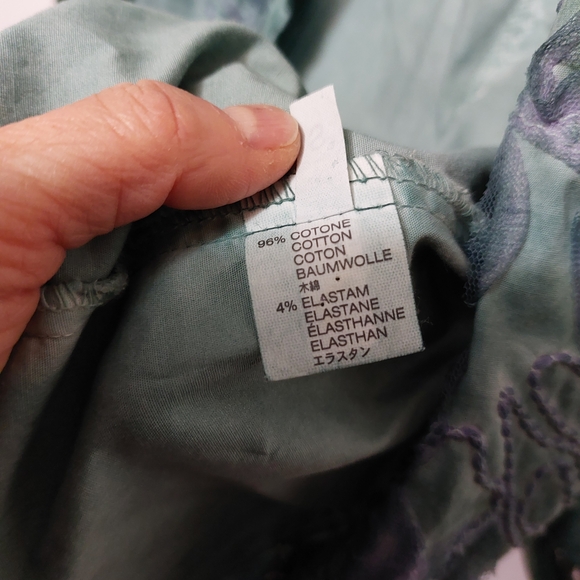 96% COTONE
COTTON
COTON
BAUMWOLLE
木綿
4% ELASTAM
ELASTANE
ÉLASTHANNE
ELASTHAN
エラスタン